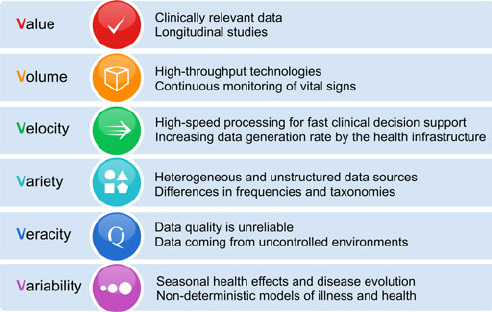 Value
Clinically relevant data
Longitudinal studies
Volume
High-throughput technologies
Continuous monitoring of vital signs
Velocity
High-speed processing for fast clinical decision support
Increasing data generation rate by the health infrastructure
Variety
Heterogeneous and unstructured data sources
Differences in frequencies and taxonomies
Veracity
Q
Data quality is unreliable
Data coming from uncontrolled environments
Variability
Seasonal health effects and disease evolution
Non-deterministic models of illness and health